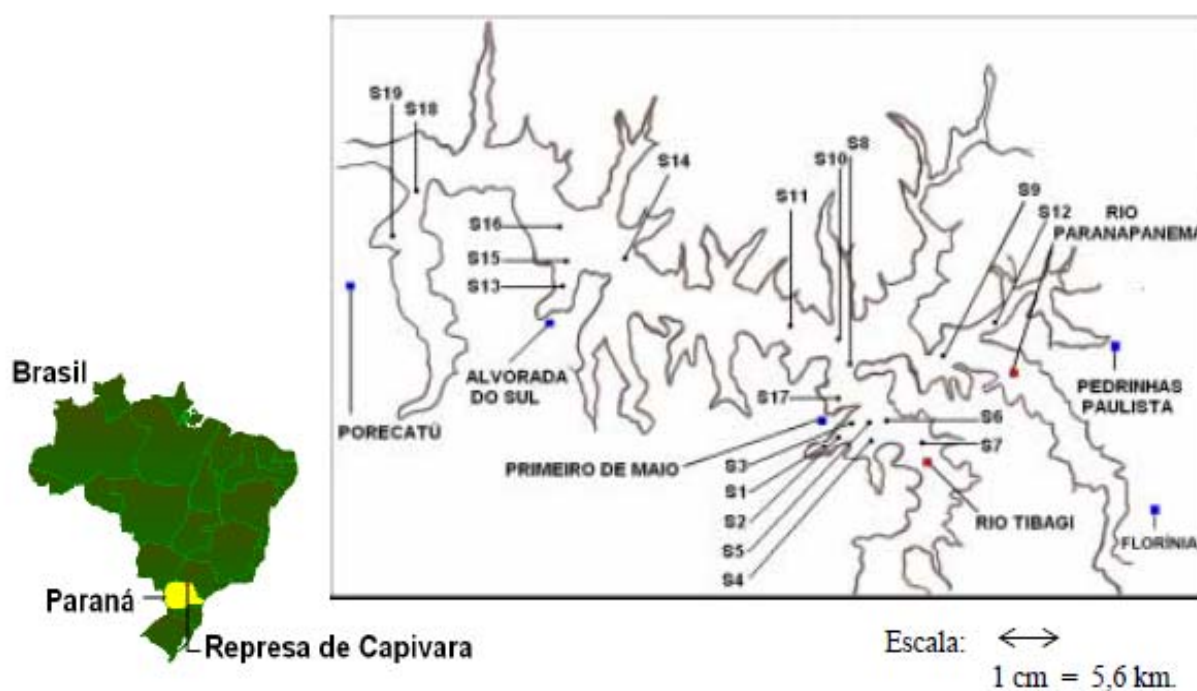 S19
S18
S14
S10
S8
S11
S9
S12
RIO
PARANAPANEMA
S16
S15
S13
Brasil
ALVORADA
DO SUL
PORECATÚ
PEDRINHAS
PAULISTA
S17
S6
S7
PRIMEIRO DE MAIO
S3
S1
S2
S5
S4
RIO TIBAGI
FLORÍNIA
Paraná
Represa de Capivara
Escala:
1 cm = 5,6 km.